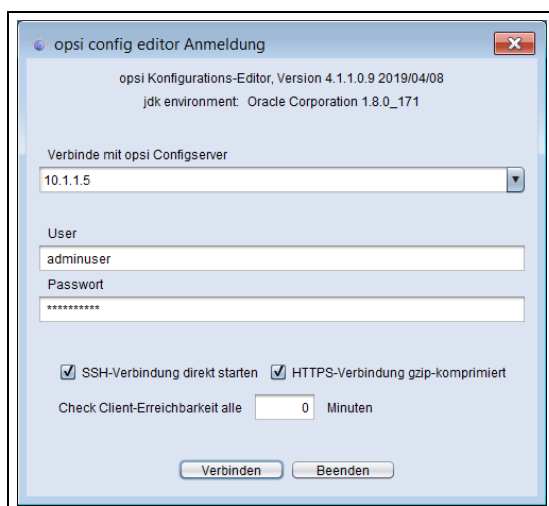 opsi config editor Anmeldung
opsi Konfigurations-Editor, Version 4.1.1.0.9 2019/04/08
jdk environment: Oracle Corporation 1.8.0_171
Verbinde mit opsi Configserver
10.1.1.5
User
adminuser
Passwort
**********
SSH-Verbindung direkt starten HTTPS-Verbindung gzip-komprimiert
Check Client-Erreichbarkeit alle 0 Minuten
Verbinden Beenden